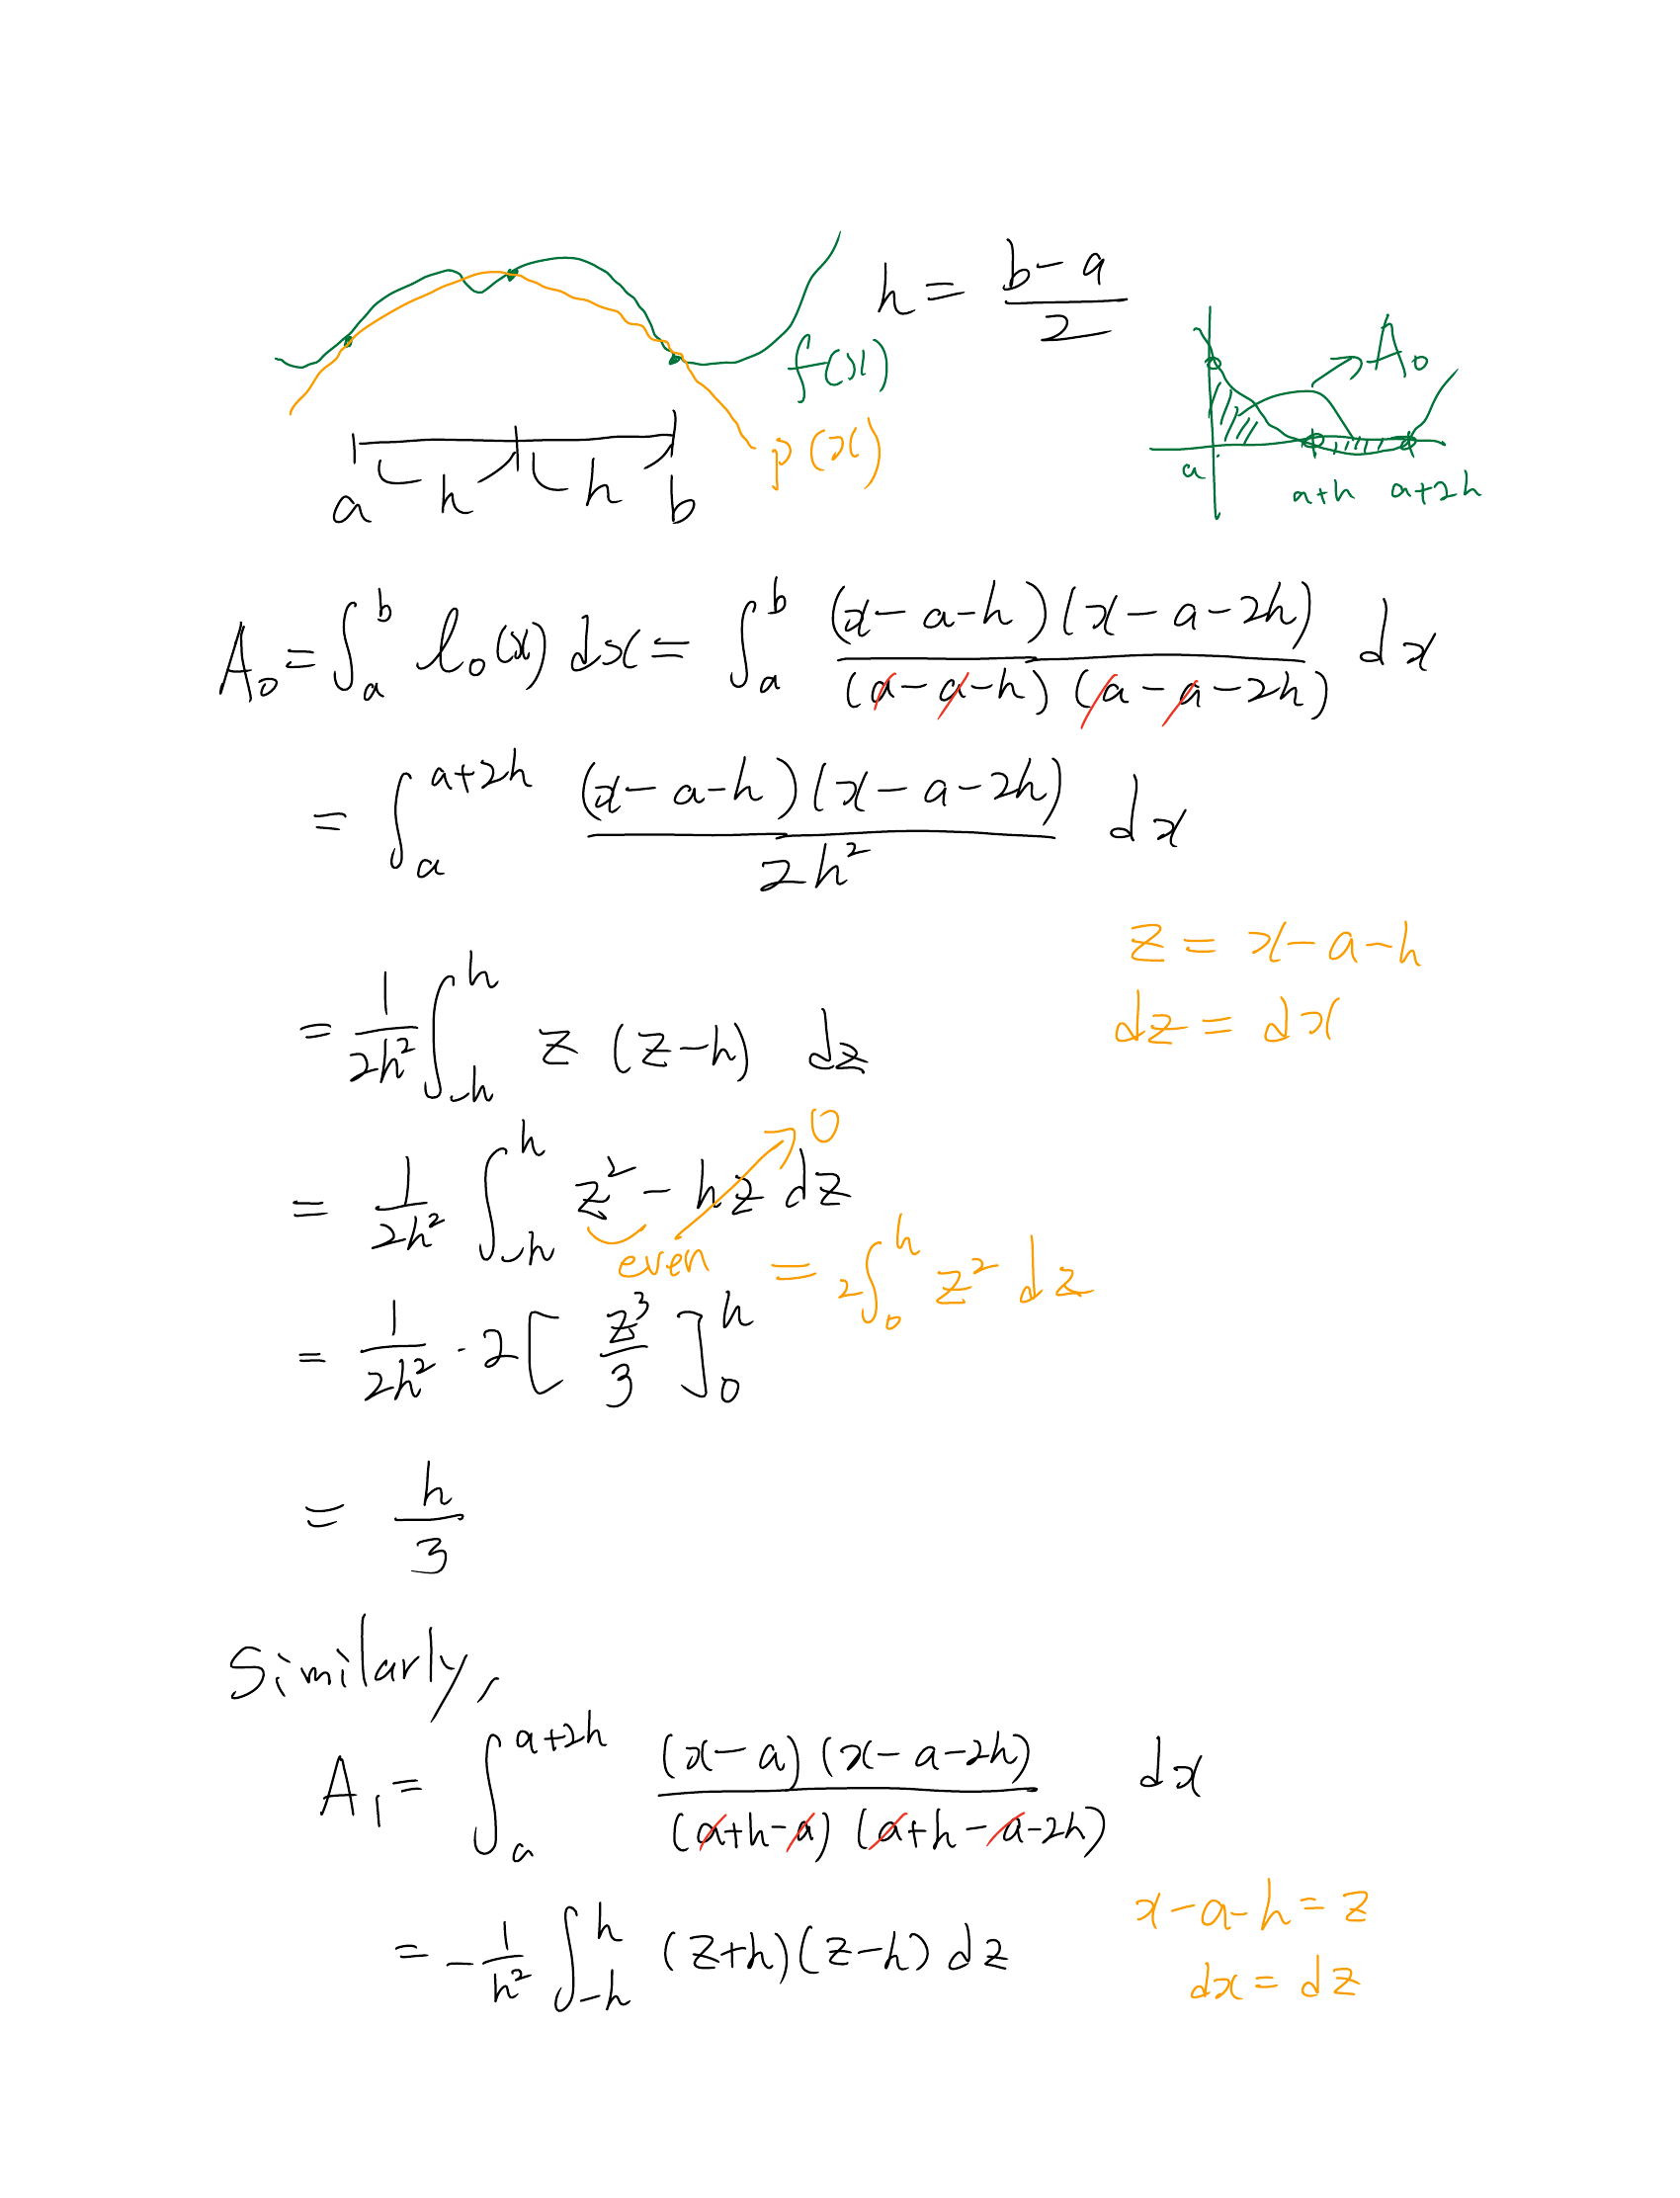 h = \frac{b-a}{2}
f(x)
p(x)
a h h b
A_0
a a+h a+2h
A_0 = \int_a^b l_0(x) dx = \int_a^b \frac{(x-a-h)(x-a-2h)}{(a-a-h)(a-a-2h)} dx
= \int_a^{a+2h} \frac{(x-a-h)(x-a-2h)}{2h^2} dx
z = x-a-h
dz = dx
= \frac{1}{2h^2} \int_{-h}^{h} z(z-h) dz
= \frac{1}{2h^2} \int_{-h}^{h} z^2 - hz dz
0
even = 2\int_0^h z^2 dz
= \frac{1}{2h^2} \cdot 2 [\frac{z^3}{3}]_0^h
= \frac{h}{3}
Similarly,
A_1 = \int_a^{a+2h} \frac{(x-a)(x-a-2h)}{(a+h-a)(a+h-a-2h)} dx
x-a-h = z
dx = dz
= -\frac{1}{h^2} \int_{-h}^{h} (z+h)(z-h) dz